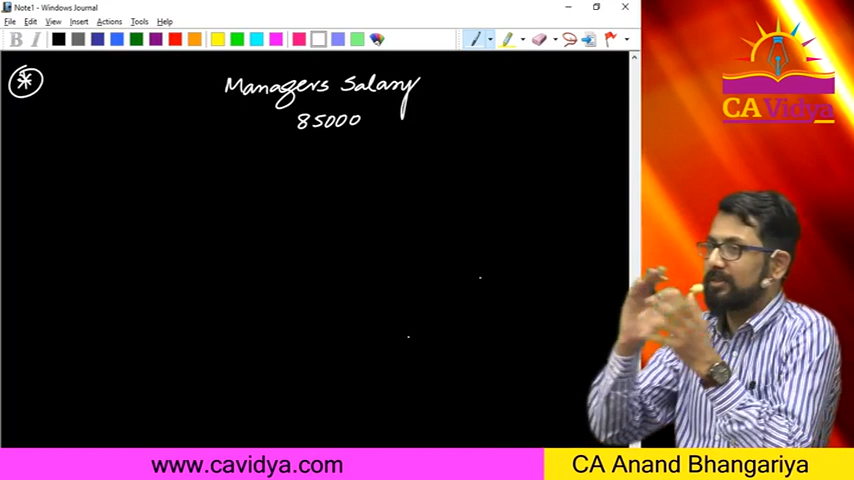 Note1 - Windows Journal
File Edit View Insert Actions Tools Help
B I
Managers Salary
85000
CA Vidya
www.cavidya.com
CA Anand Bhangariya